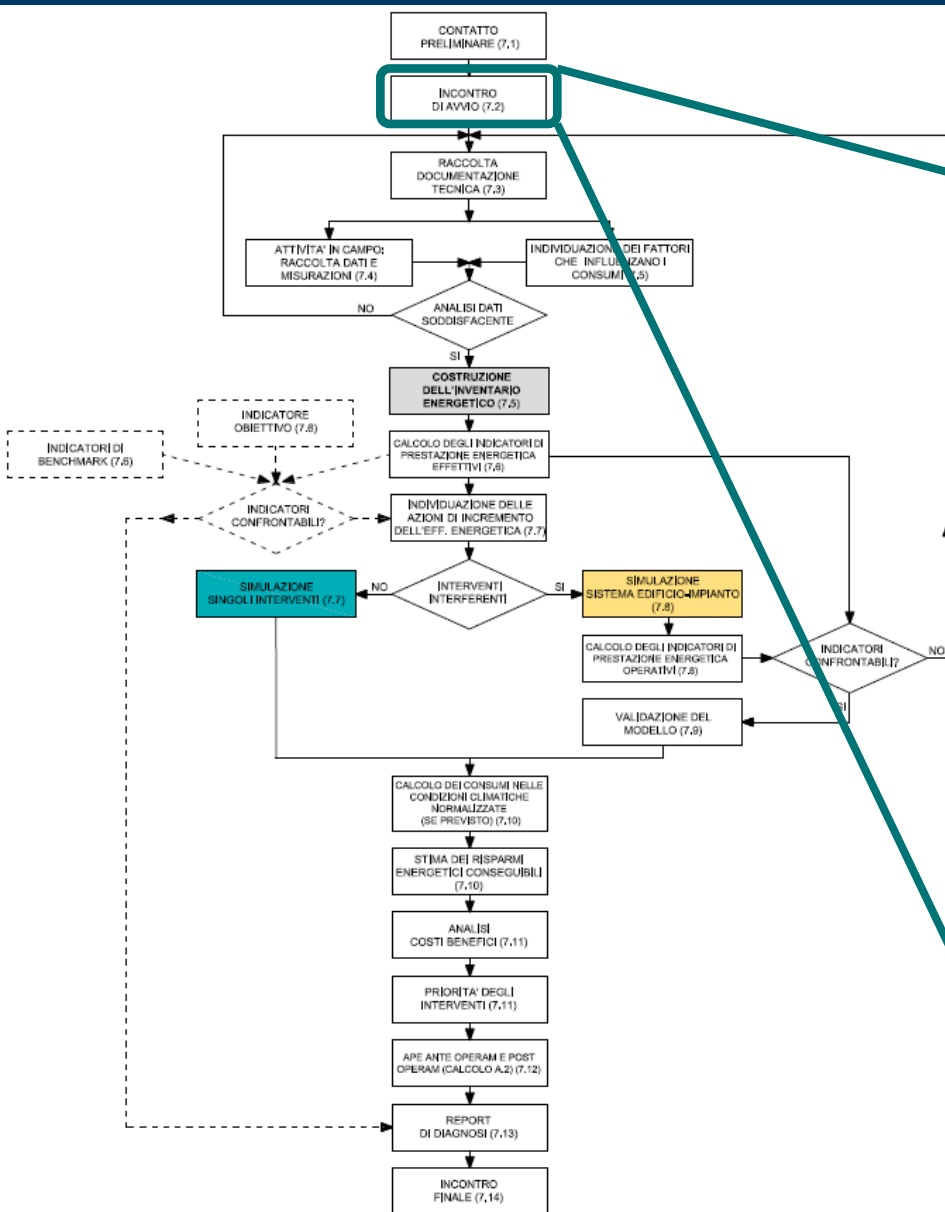 CONTATTO
PRELIMINARE (7.1)
INCONTRO
DI AVVIO (7.2)
RACCOLTA
DOCUMENTAZIONE
TECNICA (7.3)
ATTIVITA' IN CAMPO:
RACCOLTA DATI E
MISURAZIONI (7.4)
INDIVIDUAZIONE DEI FATTORI
CHE INFLUENZANO I
CONSUMI (7.5)
NO
ANALISI DATI
SODDISFACENTE
SI
COSTRUZIONE
DELL'INVENTARIO
ENERGETICO (7.5)
INDICATORE
OBIETTIVO (7.6)
INDICATORI DI
BENCHMARK (7.6)
CALCOLO DEGLI INDICATORI DI
PRESTAZIONE ENERGETICA
EFFETTIVI (7.6)
INDICATORI
CONFRONTABILI?
INDIVIDUAZIONE DELLE
AZIONI DI INCREMENTO
DELL'EFF. ENERGETICA (7.7)
SIMULAZIONE
SINGOLI INTERVENTI (7.7)
NO
INTERVENTI
INTERFERENTI
SI
SIMULAZIONE
SISTEMA EDIFICIO-IMPIANTO
(7.8)
CALCOLO DEGLI INDICATORI DI
PRESTAZIONE ENERGETICA
OPERATIVI (7.8)
INDICATORI
CONFRONTABILI?
NO
SI
VALIDAZIONE DEL
MODELLO (7.9)
CALCOLO DEI CONSUMI NELLE
CONDIZIONI CLIMATICHE
NORMALIZZATE
(SE PREVISTO) (7.10)
STIMA DEI RISPARMI
ENERGETICI CONSEGUIBILI
(7.10)
ANALISI
COSTI BENEFICI (7.11)
PRIORITA' DEGLI
INTERVENTI (7.11)
APE ANTE OPERAM E POST
OPERAM (CALCOLO A.2) (7.12)
REPORT
DI DIAGNOSI (7.13)
INCONTRO
FINALE (7.14)